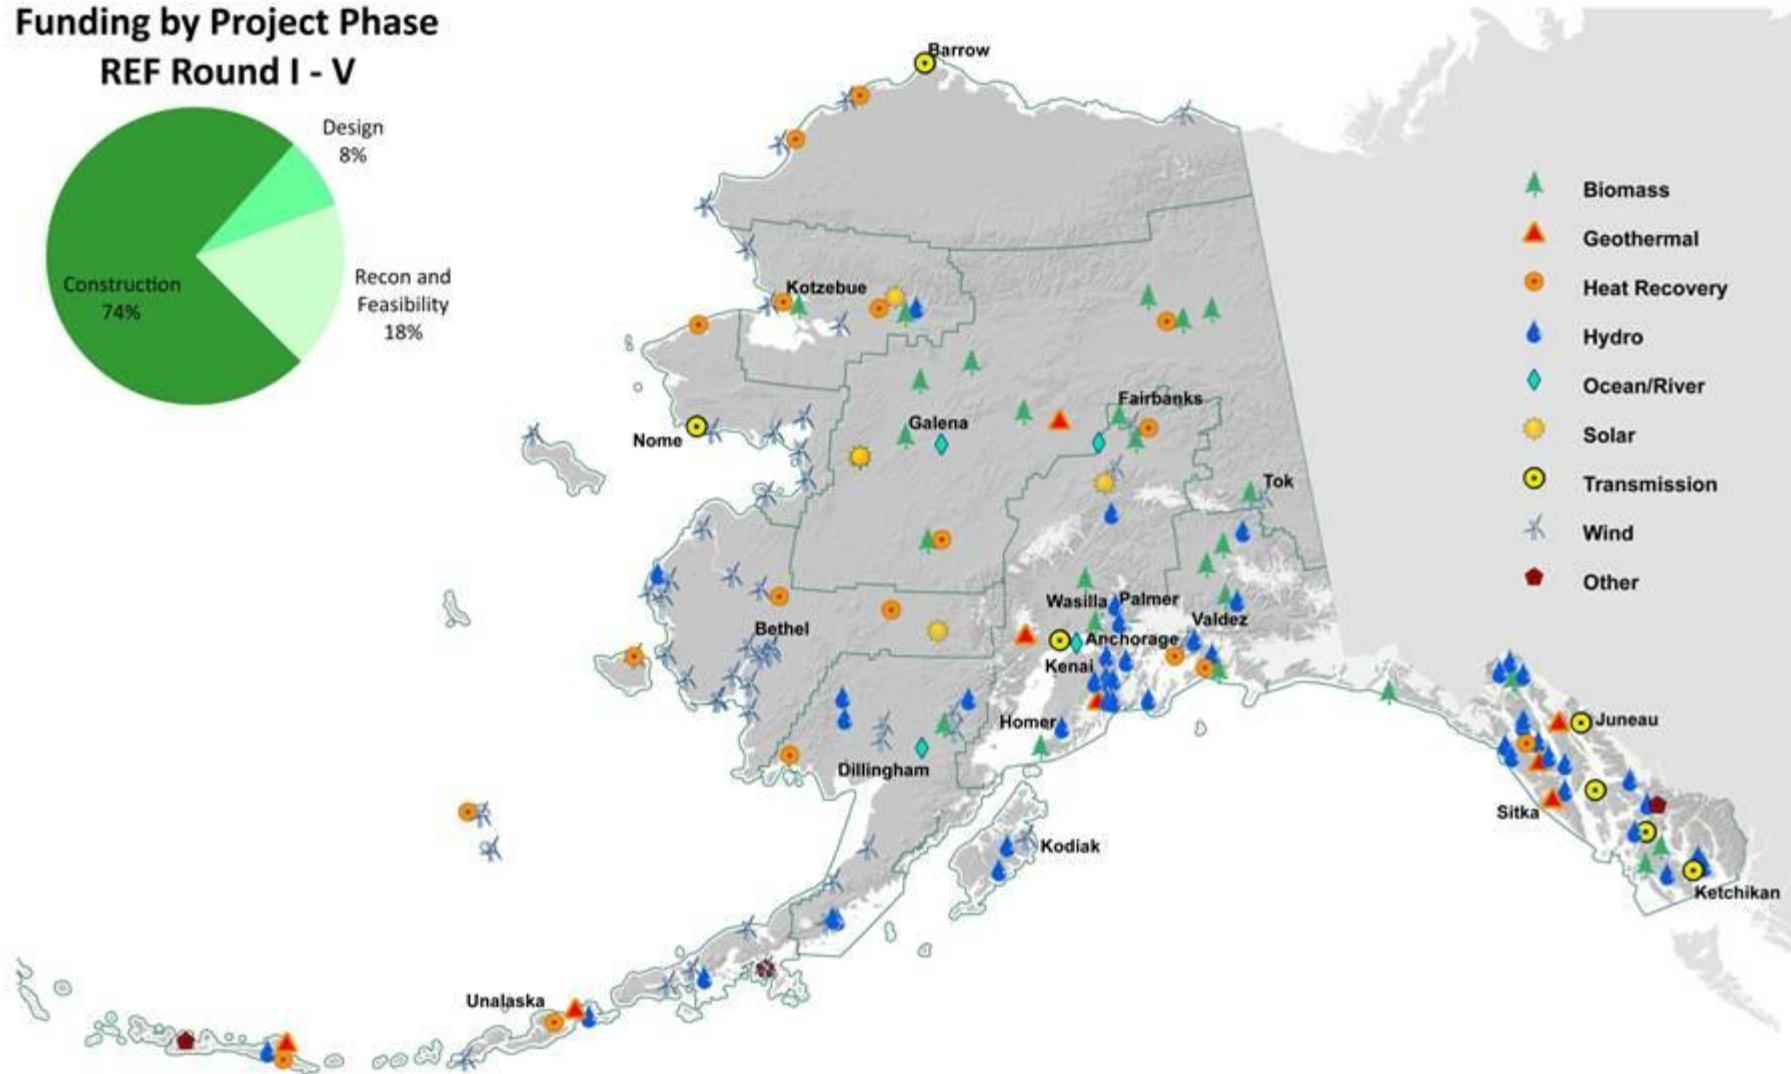 Funding by Project Phase
REF Round I - V
Design
8%
Construction
74%
Recon and
Feasibility
18%
Barrow
Kotzebue
Nome
Galena
Fairbanks
Tok
Bethel
Wasilla
Palmer
Valdez
Anchorage
Kenai
Homer
Dillingham
Kodiak
Unalaska
Juneau
Sitka
Ketchikan
Biomass
Geothermal
Heat Recovery
Hydro
Ocean/River
Solar
Transmission
Wind
Other